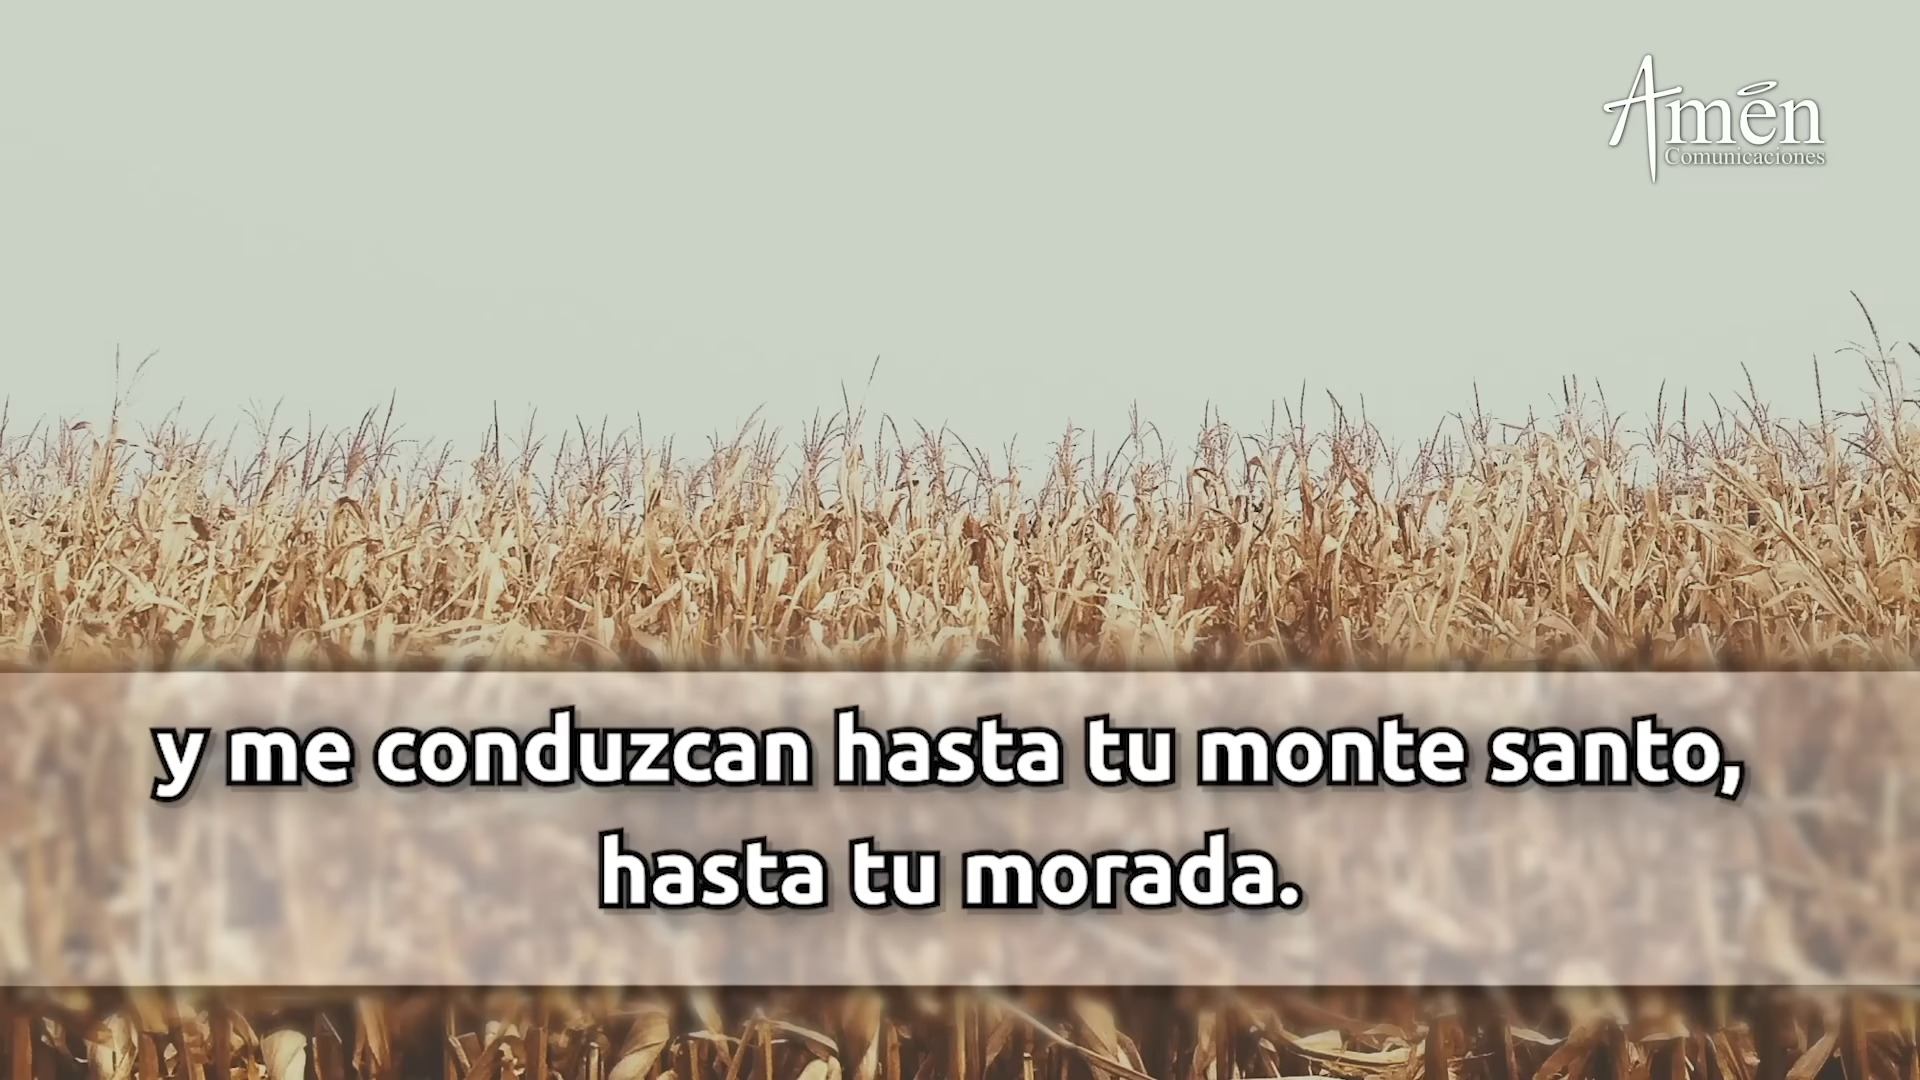 Amén
Comunicaciones
y me conduzcan hasta tu monte santo,
hasta tu morada.